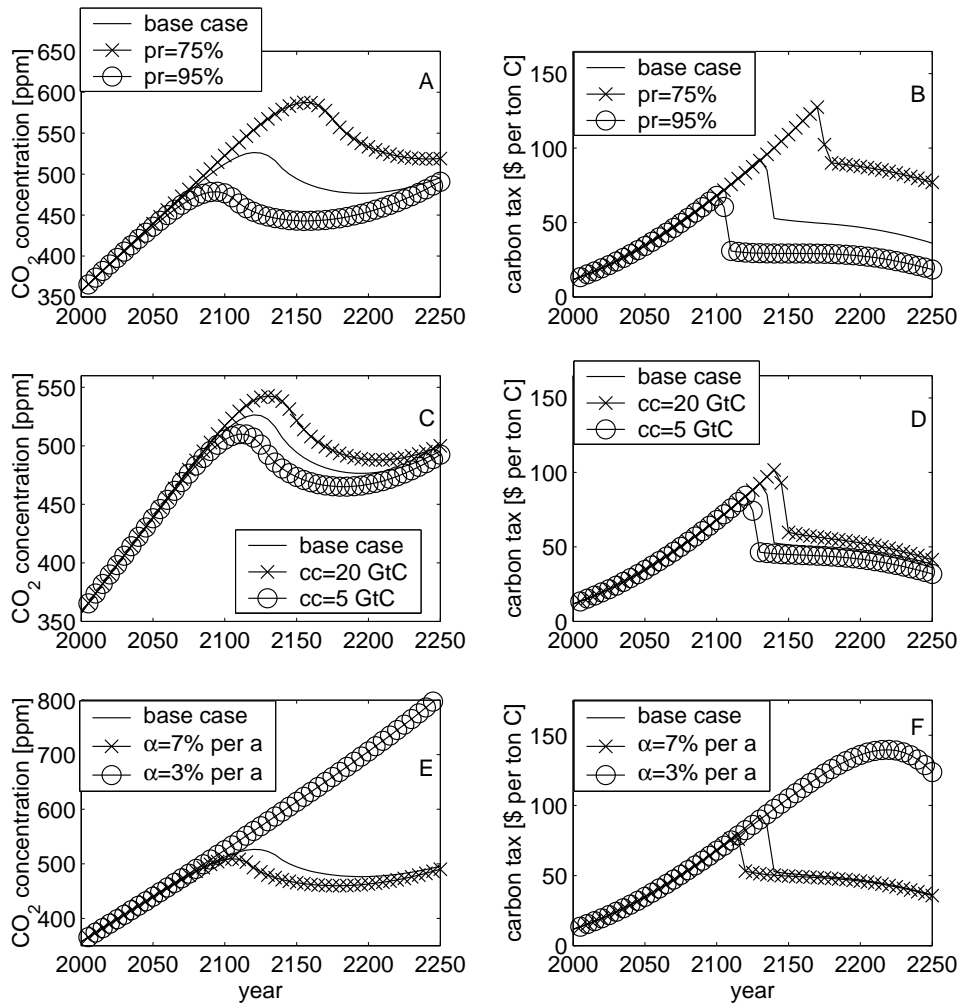 base case
pr=75%
pr=95%
A
CO2 concentration [ppm]
650
600
550
500
450
400
350
2000 2050 2100 2150 2200 2250
base case
pr=75%
pr=95%
B
carbon tax [$ per ton C]
150
100
50
0
2000 2050 2100 2150 2200 2250
C
CO2 concentration [ppm]
550
500
450
400
350
base case
cc=20 GtC
cc=5 GtC
2000 2050 2100 2150 2200 2250
base case
cc=20 GtC
cc=5 GtC
D
carbon tax [$ per ton C]
150
100
50
0
2000 2050 2100 2150 2200 2250
base case
α=7% per a
α=3% per a
E
CO2 concentration [ppm]
800
700
600
500
400
2000 2050 2100 2150 2200 2250
year
base case
α=7% per a
α=3% per a
F
carbon tax [$ per ton C]
150
100
50
0
2000 2050 2100 2150 2200 2250
year